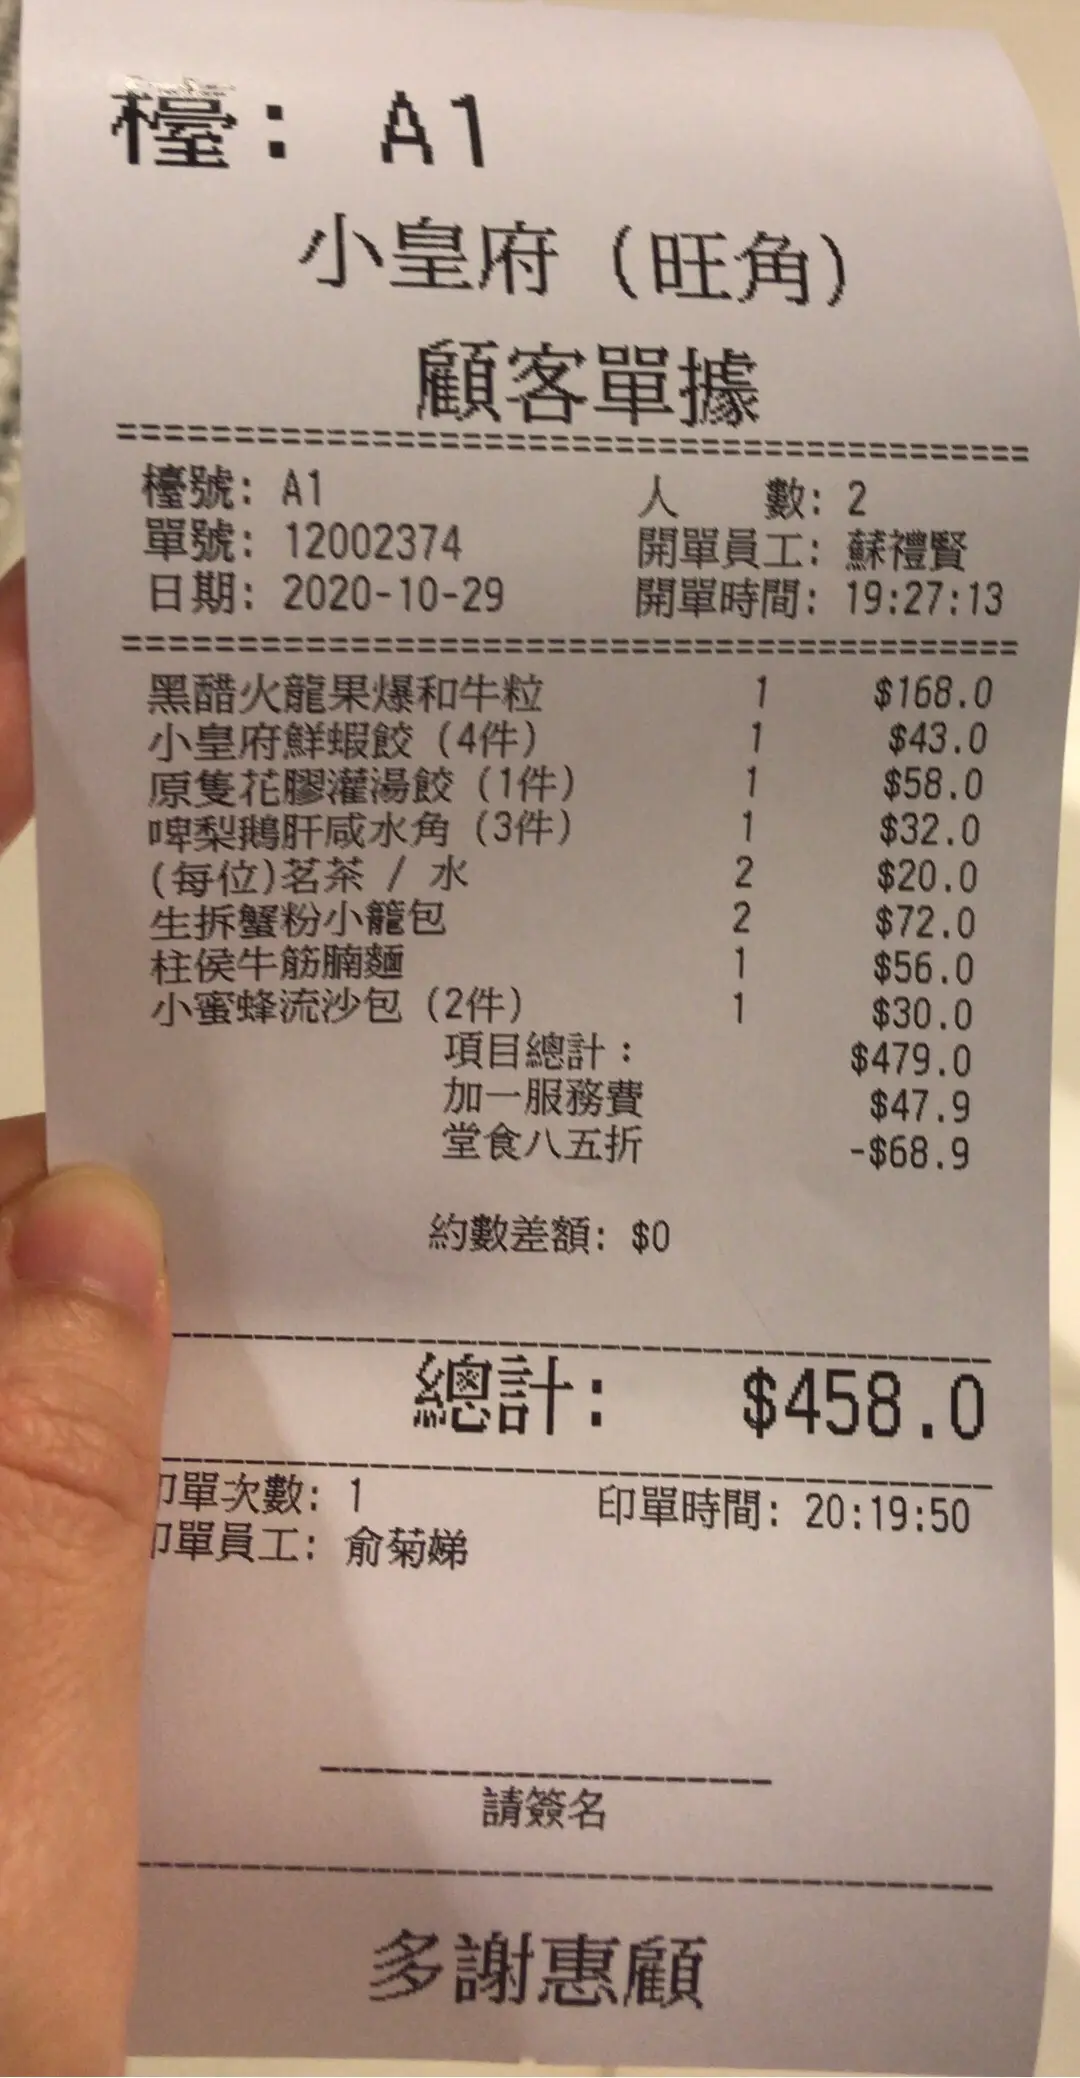 檯: A1
小皇府 (旺角)
顧客單據
========================================
檯號: A1 人 數: 2
單號: 12002374 開單員工: 蘇禮賢
日期: 2020-10-29 開單時間: 19:27:13
========================================
黑醋火龍果爆和牛粒 1 $168.0
小皇府鮮蝦餃 (4件) 1 $43.0
原隻花膠灌湯餃 (1件) 1 $58.0
啤梨鵝肝咸水角 (3件) 1 $32.0
(每位)茗茶 / 水 2 $20.0
生拆蟹粉小籠包 2 $72.0
柱侯牛筋腩麵 1 $56.0
小蜜蜂流沙包 (2件) 1 $30.0
項目總計: $479.0
加一服務費 $47.9
堂食八五折 -$68.9
約數差額: $0
總計: $458.0
印單次數: 1 印單時間: 20:19:50
印單員工: 俞菊娣
請簽名
多謝惠顧